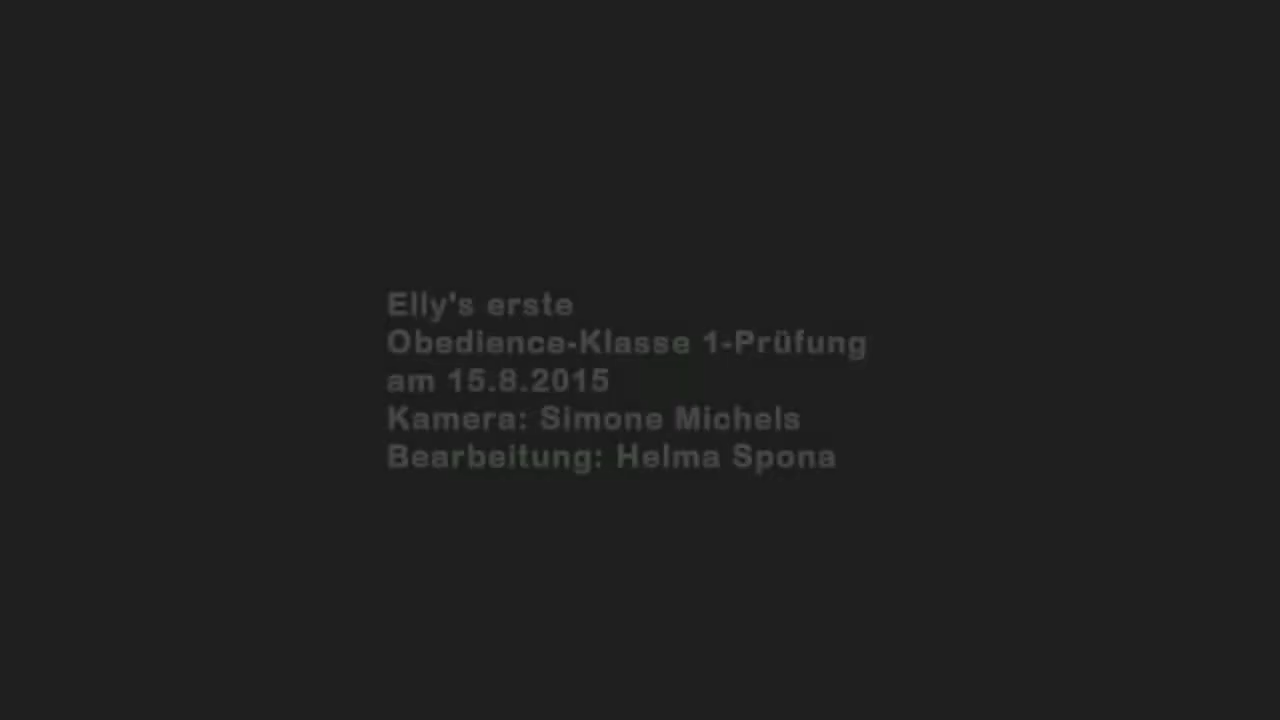 Elly's erste
Obedience-Klasse 1-Prüfung
am 15.8.2015
Kamera: Simone Michels
Bearbeitung: Helma Spona